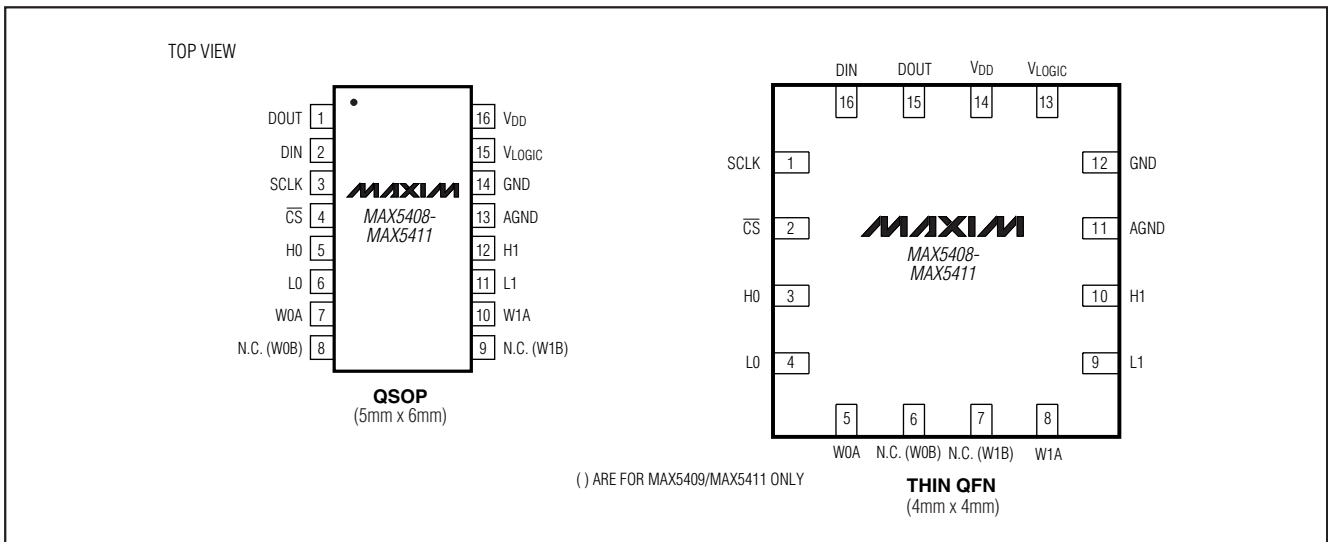 TOP VIEW
DOUT 1
DIN 2
SCLK 3
C̅S̅ 4
H0 5
L0 6
W0A 7
N.C. (W0B) 8
MAXIM
MAX5408-
MAX5411
16 VDD
15 VLOGIC
14 GND
13 AGND
12 H1
11 L1
10 W1A
9 N.C. (W1B)
QSOP
(5mm x 6mm)
DIN DOUT VDD VLOGIC
16 15 14 13
SCLK 1
C̅S̅ 2
H0 3
L0 4
MAXIM
MAX5408-
MAX5411
12 GND
11 AGND
10 H1
9 L1
5 6 7 8
W0A N.C. (W0B) N.C. (W1B) W1A
THIN QFN
(4mm x 4mm)
( ) ARE FOR MAX5409/MAX5411 ONLY